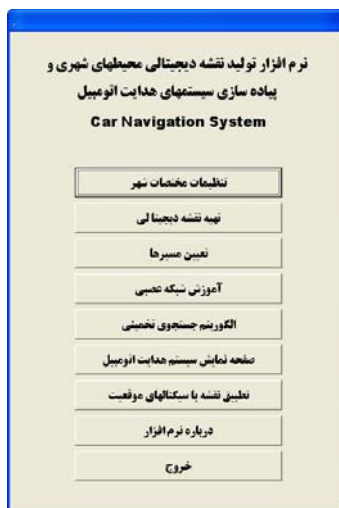 نرم افزار تولید نقشه دیجیتالی محیطهای شهری و
پیاده سازی سیستمهای هدایت اتومبیل
Car Navigation System
تنظیمات مختصات شهر
تهیه نقشه دیجیتالی
تعیین مسیرها
آموزش شبکه عصبی
الگوریتم جستجوی تخمینی
صفحه نمایش سیستم هدایت اتومبیل
تطبیق نقشه با سیگنالهای موقعیت
درباره نرم افزار
خروج